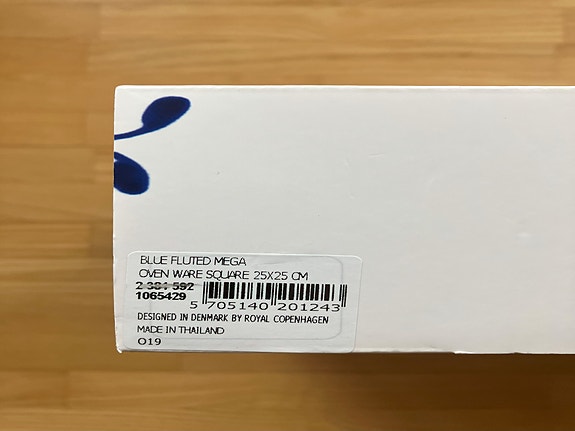 BLUE FLUTED MEGA
OVEN WARE SQUARE 25X25 CM
2 381 592
1065429
5 705140 201243
DESIGNED IN DENMARK BY ROYAL COPENHAGEN
MADE IN THAILAND
O19